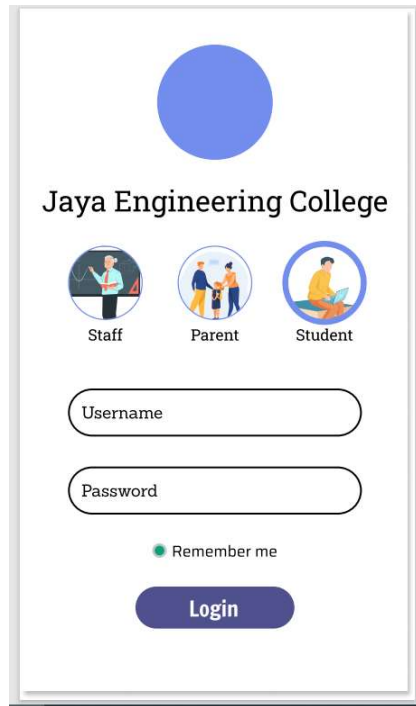 Jaya Engineering College
Staff Parent Student
Username
Password
Remember me
Login